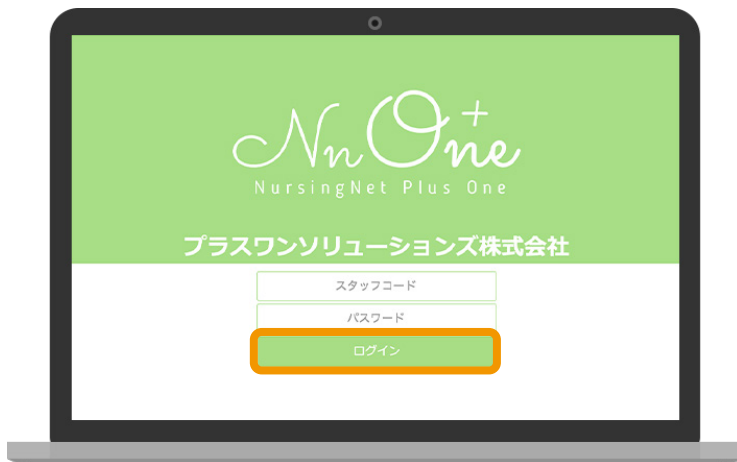 NnOne+
NursingNet Plus One
プラスワンソリューションズ株式会社
スタッフコード
パスワード
ログイン